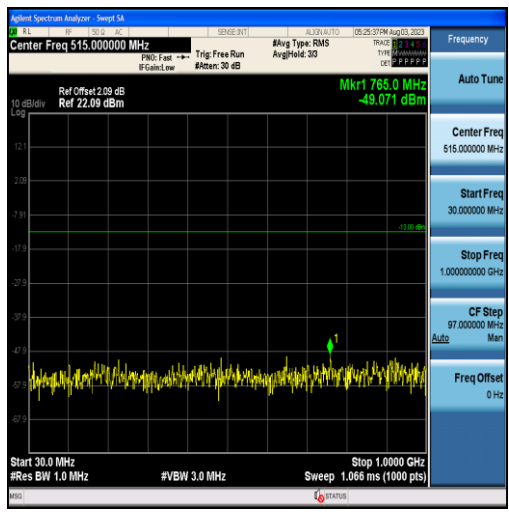 Agilent Spectrum Analyzer - Swept SA
RL RF 50 Ω AC SENSE:INT ALIGN AUTO 05:25:37 PM Aug 03, 2023
Center Freq 515.000000 MHz
PNO: Fast
IFGain:Low
Trig: Free Run
#Atten: 30 dB
#Avg Type: RMS
Avg|Hold: 3/3
TRACE 1 2 3 4 5 6
TYPE
DET P P P P P P
Mkr1 765.0 MHz
-49.071 dBm
Ref Offset 2.09 dB
Ref 22.09 dBm
10 dB/div
Log
12.1
2.09
-7.91
-13.00 dBm
-17.9
-27.9
-37.9
-47.9
-57.9
-67.9
1
Start 30.0 MHz
Stop 1.0000 GHz
#Res BW 1.0 MHz
#VBW 3.0 MHz
Sweep 1.066 ms (1000 pts)
MSG
STATUS
Frequency
Auto Tune
Center Freq
515.000000 MHz
Start Freq
30.000000 MHz
Stop Freq
1.000000000 GHz
CF Step
97.000000 MHz
Auto Man
Freq Offset
0 Hz